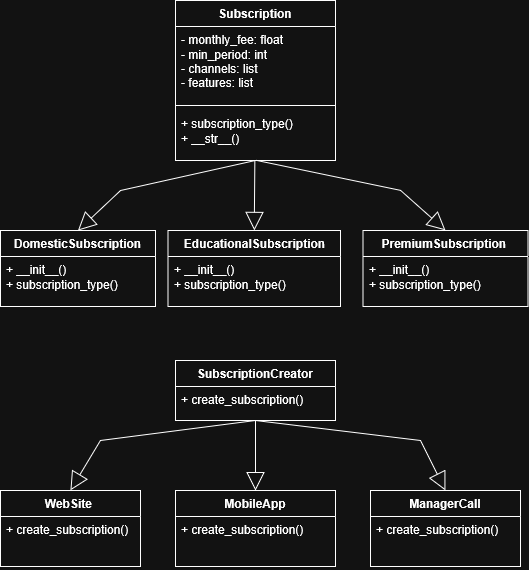 Subscription
- monthly_fee: float
- min_period: int
- channels: list
- features: list
+ subscription_type()
+ __str__()
DomesticSubscription
+ __init__()
+ subscription_type()
EducationalSubscription
+ __init__()
+ subscription_type()
PremiumSubscription
+ __init__()
+ subscription_type()
SubscriptionCreator
+ create_subscription()
WebSite
+ create_subscription()
MobileApp
+ create_subscription()
ManagerCall
+ create_subscription()